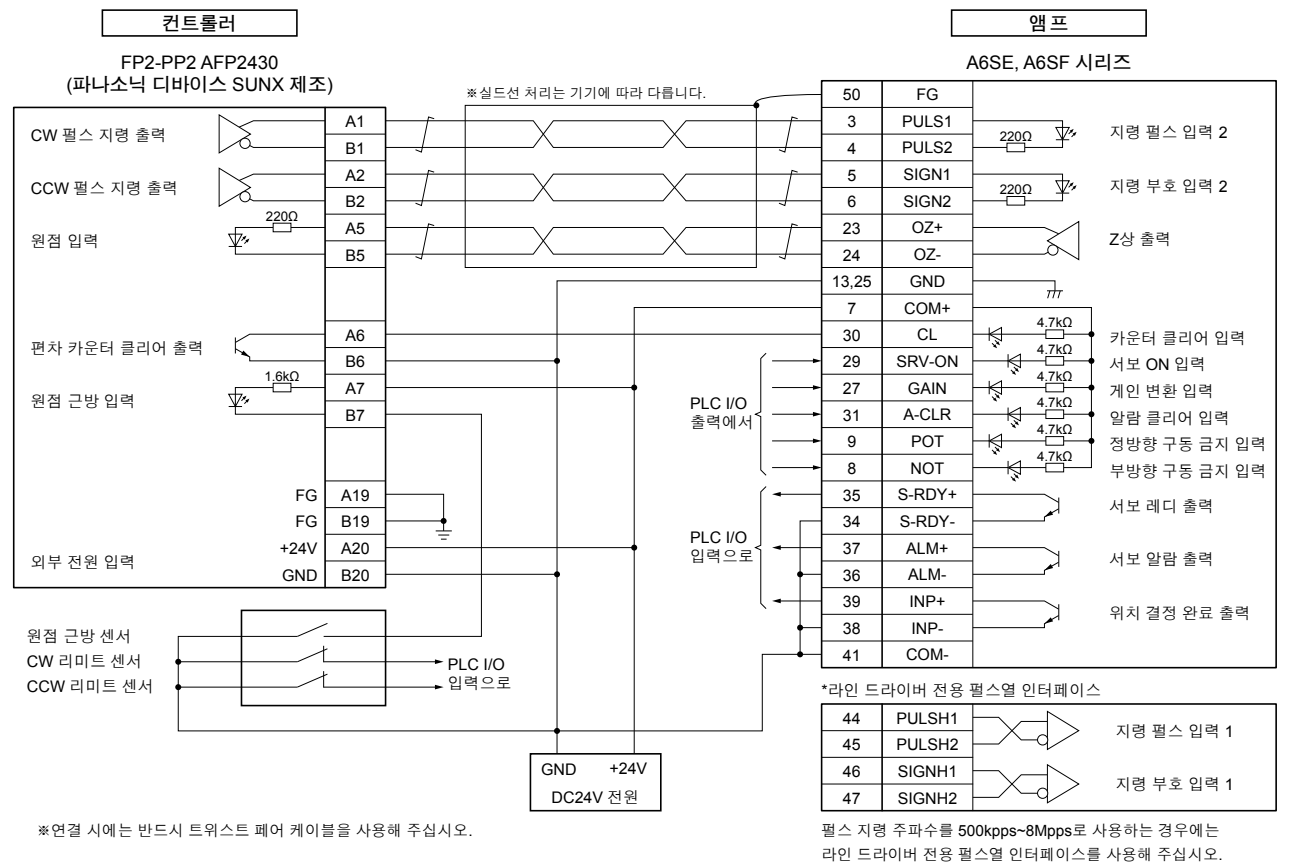 컨트롤러
앰프
FP2-PP2 AFP2430
(파나소닉 디바이스 SUNX 제조)
A6SE, A6SF 시리즈
※실드선 처리는 기기에 따라 다릅니다.
50 FG
CW 펄스 지령 출력
A1
3 PULS1
지령 펄스 입력 2
B1
4 PULS2
220Ω
CCW 펄스 지령 출력
A2
5 SIGN1
지령 부호 입력 2
B2
6 SIGN2
220Ω
원점 입력
220Ω
A5
23 OZ+
Z상 출력
B5
24 OZ-
13,25 GND
7 COM+
편차 카운터 클리어 출력
A6
30 CL
4.7kΩ
카운터 클리어 입력
B6
29 SRV-ON
4.7kΩ
서보 ON 입력
원점 근방 입력
1.6kΩ
A7
27 GAIN
4.7kΩ
게인 변환 입력
B7
PLC I/O
출력에서
31 A-CLR
4.7kΩ
알람 클리어 입력
9 POT
4.7kΩ
정방향 구동 금지 입력
8 NOT
4.7kΩ
부방향 구동 금지 입력
FG A19
35 S-RDY+
서보 레디 출력
FG B19
34 S-RDY-
외부 전원 입력
+24V A20
PLC I/O
입력으로
37 ALM+
서보 알람 출력
GND B20
36 ALM-
39 INP+
위치 결정 완료 출력
38 INP-
41 COM-
원점 근방 센서
CW 리미트 센서
CCW 리미트 센서
PLC I/O
입력으로
*라인 드라이버 전용 펄스열 인터페이스
44 PULSH1
지령 펄스 입력 1
45 PULSH2
46 SIGNH1
지령 부호 입력 1
47 SIGNH2
GND +24V
DC24V 전원
※연결 시에는 반드시 트위스트 페어 케이블을 사용해 주십시오.
펄스 지령 주파수를 500kpps~8Mpps로 사용하는 경우에는
라인 드라이버 전용 펄스열 인터페이스를 사용해 주십시오.